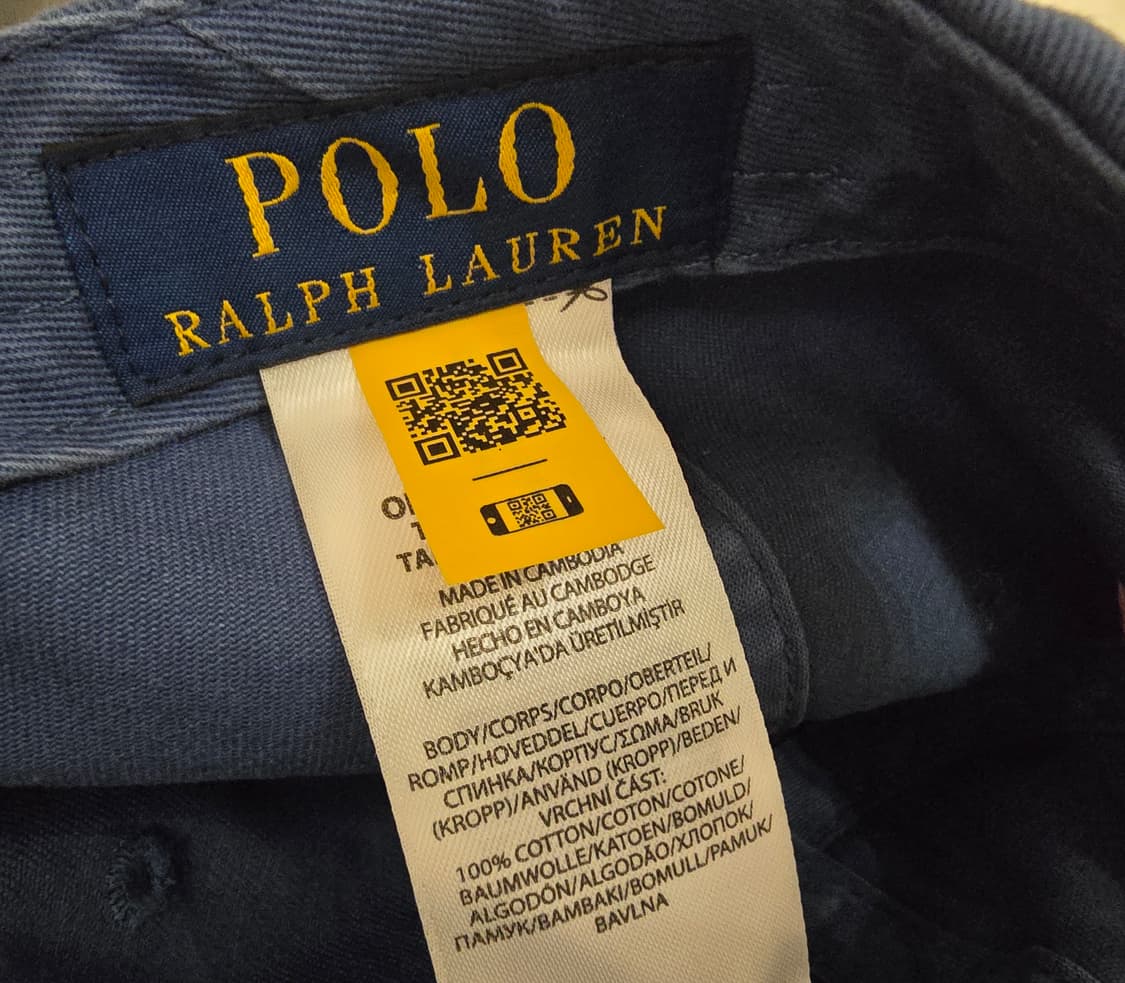 POLO
RALPH LAUREN
MADE IN CAMBODIA
FABRIQUÉ AU CAMBODGE
HECHO EN CAMBOYA
KAMBOÇYA'DA ÜRETILMIŞTIR
BODY/CORPS/CORPO/OBERTEIL/
ROMP/HOVEDDEL/CUERPO/ПЕРЕД И
СПИНКА/КОРПУС/ΣΩΜΑ/BRUK
(KROPP)/ANVÄND (KROPP)/BEDEN/
VRCHNÍ ČÁST:
100% COTTON/COTON/COTONE/
BAUMWOLLE/KATOEN/BOMULD/
ALGODÓN/ALGODÃO/ХЛОПОК/
ПАМУК/BAMBAKI/BOMULL/PAMUK/
BAVLNA